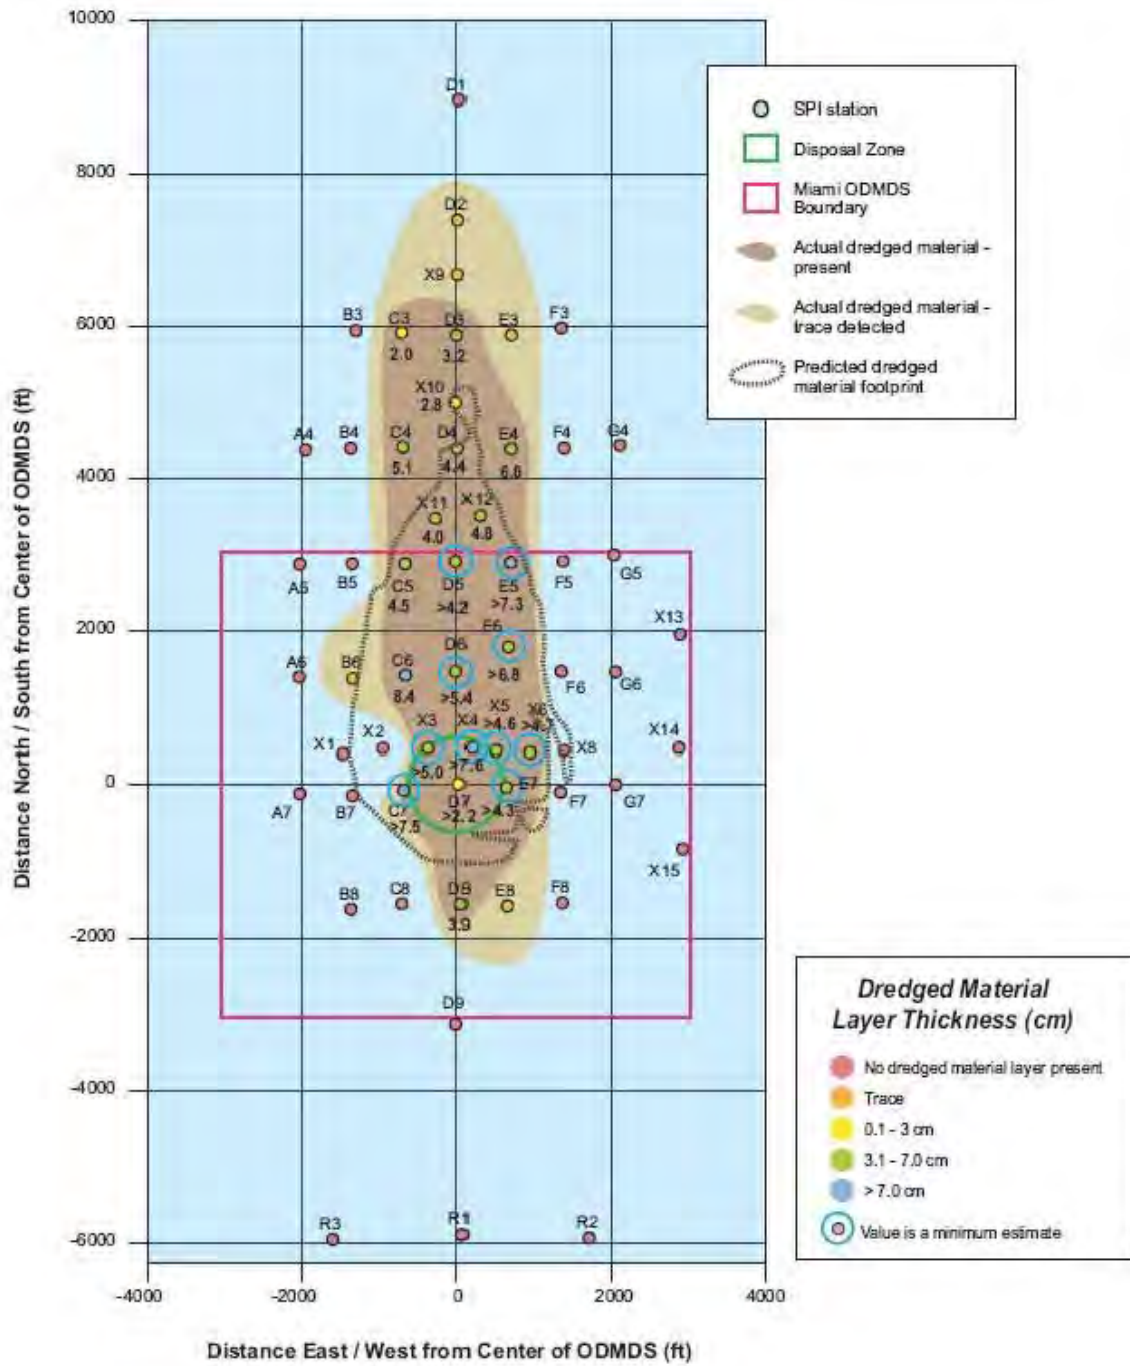 10000
8000
6000
4000
2000
0
-2000
-4000
-6000
-4000
-2000
0
2000
4000
Distance North / South from Center of ODMDS (ft)
Distance East / West from Center of ODMDS (ft)
SPI station
Disposal Zone
Miami ODMDS
Boundary
Actual dredged material -
present
Actual dredged material -
trace detected
Predicted dredged
material footprint
D1
D2
X9
B3
C3
D3
E3
F3
2.0
3.2
X10
2.8
A4
B4
C4
D4
E4
F4
G4
5.1
4.4
6.6
X11
X12
4.0
4.8
A5
B5
C5
D5
E5
F5
G5
4.5
>4.2
>7.3
X13
E6
A6
B6
C6
D6
F6
G6
8.4
>5.4
>6.8
X1
X2
X3
X4
X5
>4.6
X6
X8
X14
>5.0
>7.6
A7
B7
C7
D7
E7
F7
G7
>7.5
>2.2
>4.3
X15
B8
C8
D8
E8
F8
3.9
D9
R3
R1
R2
Dredged Material
Layer Thickness (cm)
No dredged material layer present
Trace
0.1 - 3 cm
3.1 - 7.0 cm
> 7.0 cm
Value is a minimum estimate